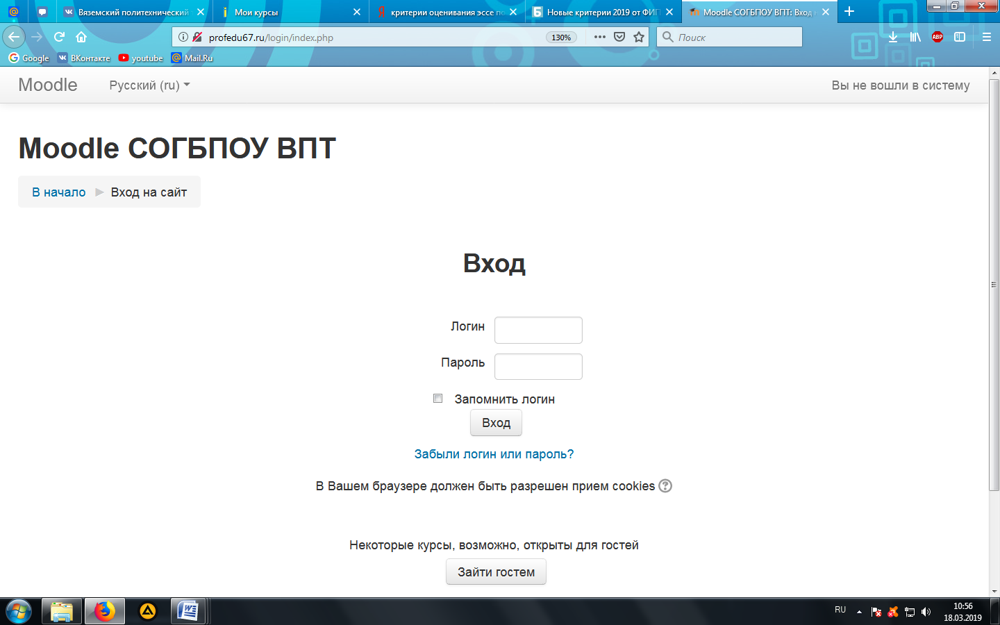 Вяземский политехнический
Мои курсы
критерии оценивания эссе по
Новые критерии 2019 от ФИП
Moodle СОГБПОУ ВПТ: Вход
profedu67.ru/login/index.php
130%
Поиск
ABP
Google
ВКонтакте
youtube
Mail.Ru
Moodle
Русский (ru)
Вы не вошли в систему
Moodle СОГБПОУ ВПТ
В начало ► Вход на сайт
Вход
Логин
Пароль
Запомнить логин
Вход
Забыли логин или пароль?
В Вашем браузере должен быть разрешен прием cookies
Некоторые курсы, возможно, открыты для гостей
Зайти гостем
RU
10:56
18.03.2019